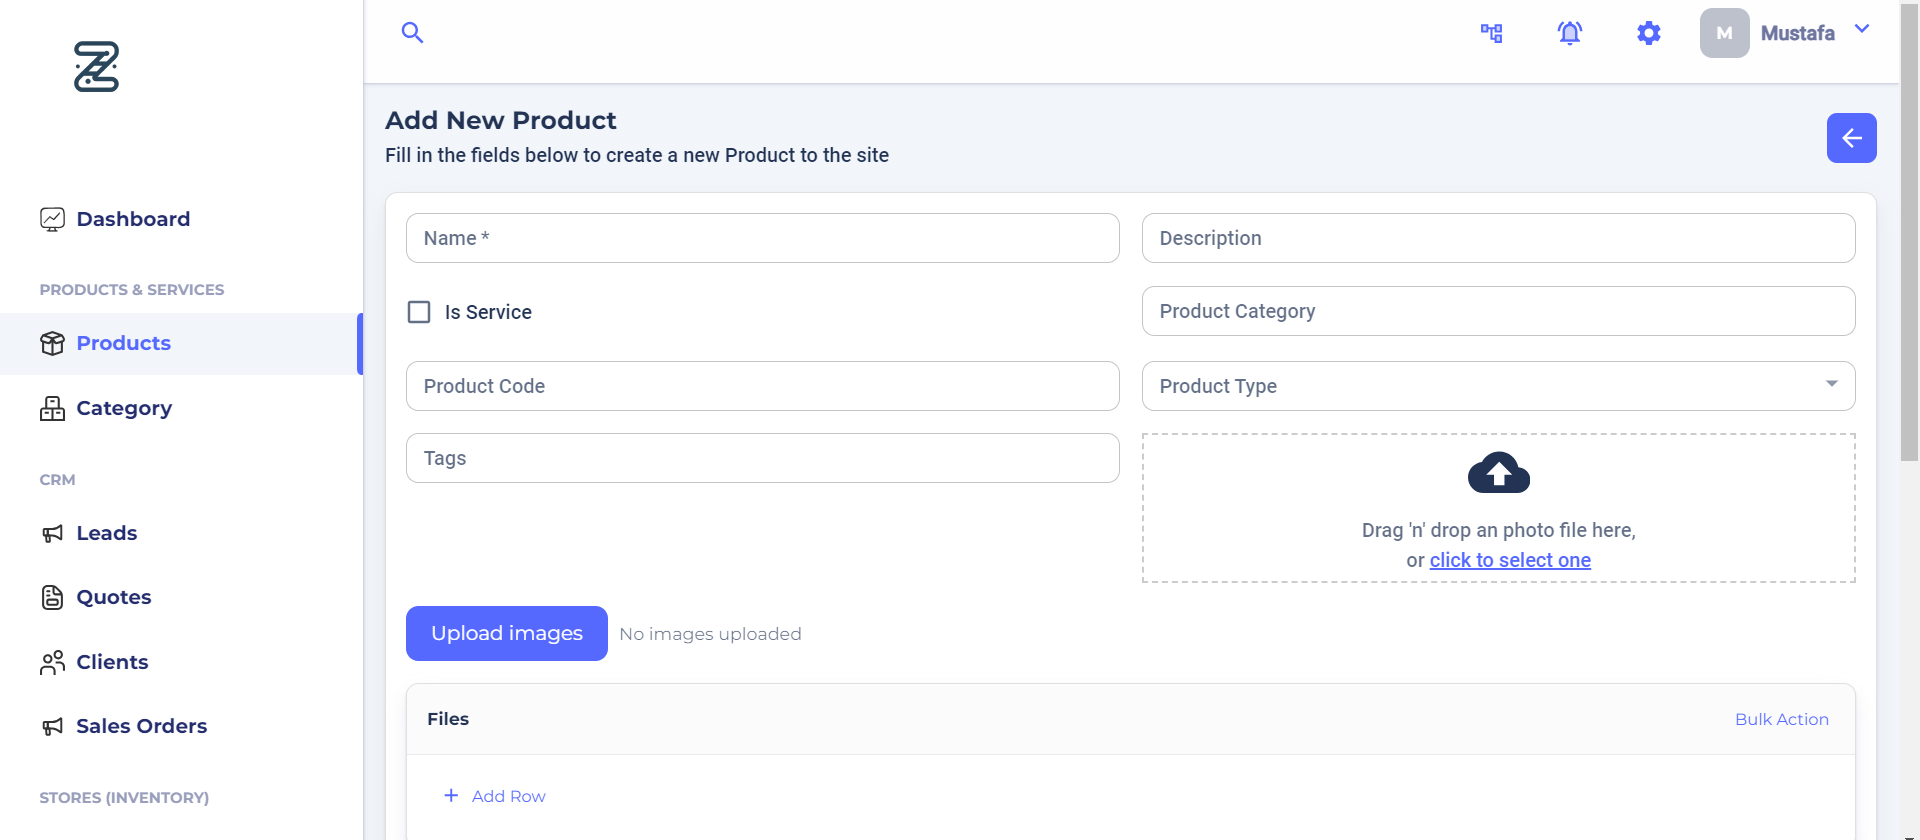 M
Mustafa
Add New Product
Fill in the fields below to create a new Product to the site
Dashboard
PRODUCTS & SERVICES
Products
Category
CRM
Leads
Quotes
Clients
Sales Orders
STORES (INVENTORY)
Name *
Description
Is Service
Product Category
Product Code
Product Type
Tags
Drag 'n' drop an photo file here,
or click to select one
Upload images
No images uploaded
Files
Bulk Action
+ Add Row